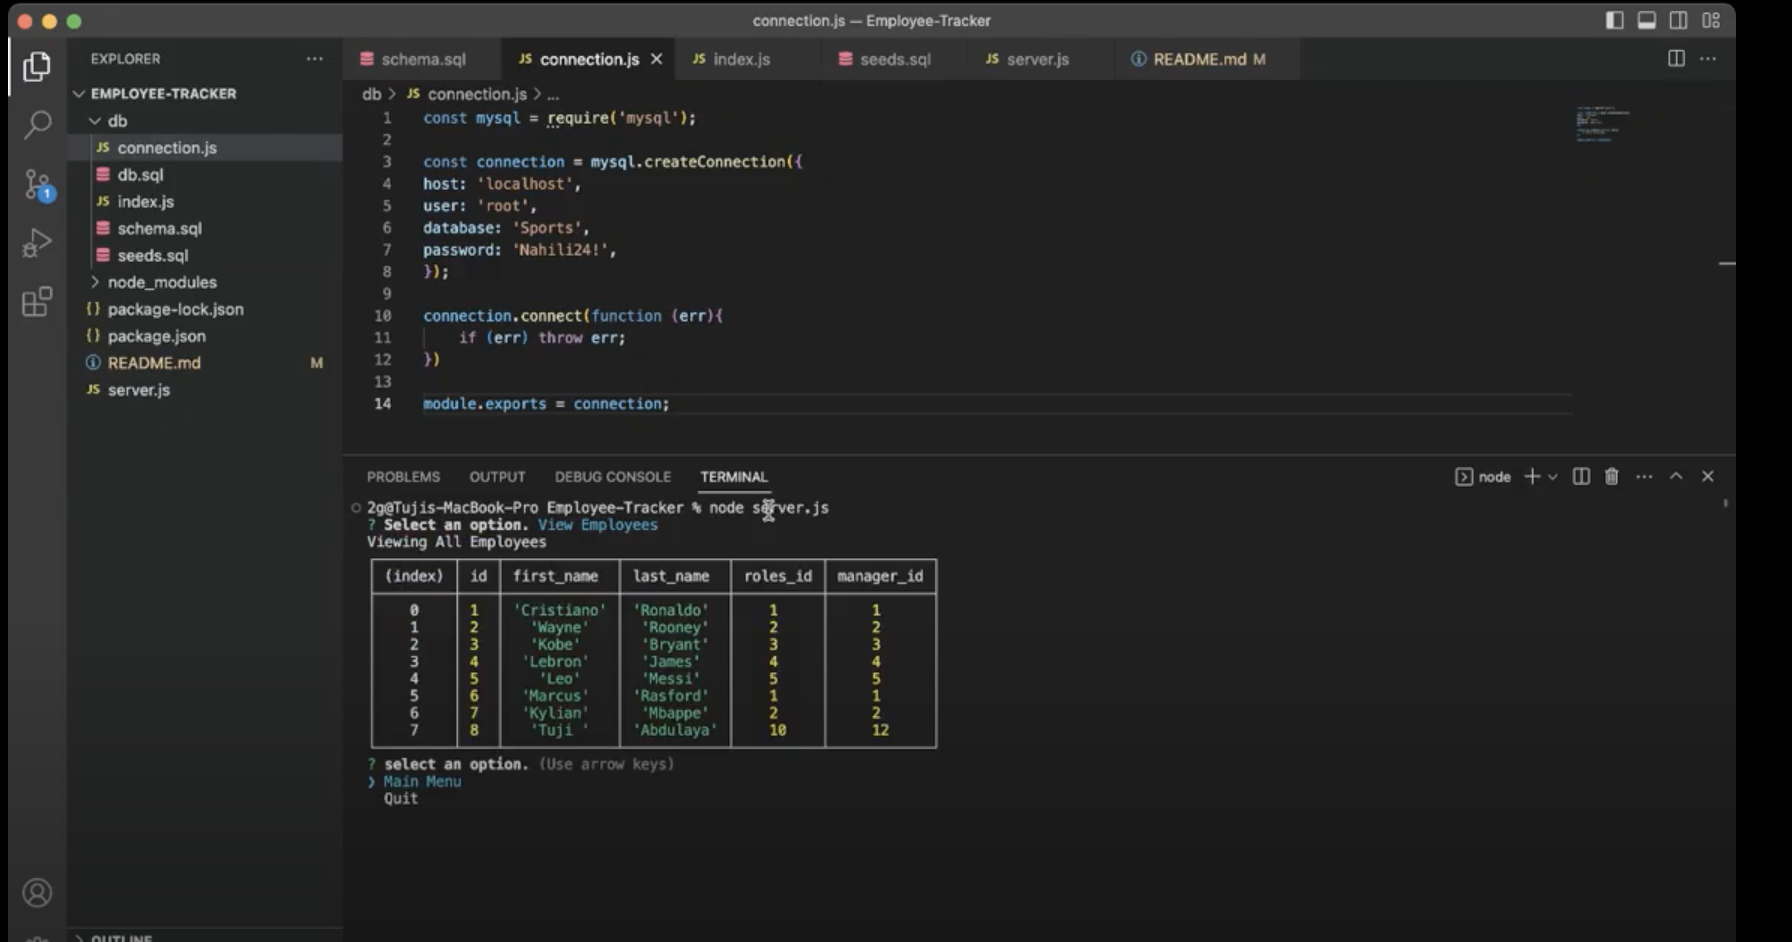 connection.js — Employee-Tracker
EXPLORER
EMPLOYEE-TRACKER
db
JS connection.js
db.sql
JS index.js
schema.sql
seeds.sql
node_modules
{} package-lock.json
{} package.json
README.md M
JS server.js
OUTLINE
1
schema.sql JS connection.js JS index.js seeds.sql JS server.js README.md M
db > JS connection.js > ...
1 const mysql = require('mysql');
2
3 const connection = mysql.createConnection({
4 host: 'localhost',
5 user: 'root',
6 database: 'Sports',
7 password: 'Nahili24!',
8 });
9
10 connection.connect(function (err){
11 if (err) throw err;
12 })
13
14 module.exports = connection;
PROBLEMS OUTPUT DEBUG CONSOLE TERMINAL
node
2g@Tujis-MacBook-Pro Employee-Tracker % node server.js
? Select an option. View Employees
Viewing All Employees
(index) id first_name last_name roles_id manager_id
0 1 'Cristiano' 'Ronaldo' 1 1
1 2 'Wayne' 'Rooney' 2 2
2 3 'Kobe' 'Bryant' 3 3
3 4 'Lebron' 'James' 4 4
4 5 'Leo' 'Messi' 5 5
5 6 'Marcus' 'Rasford' 1 1
6 7 'Kylian' 'Mbappe' 2 2
7 8 'Tuji ' 'Abdulaya' 10 12
? select an option. (Use arrow keys)
❯ Main Menu
Quit